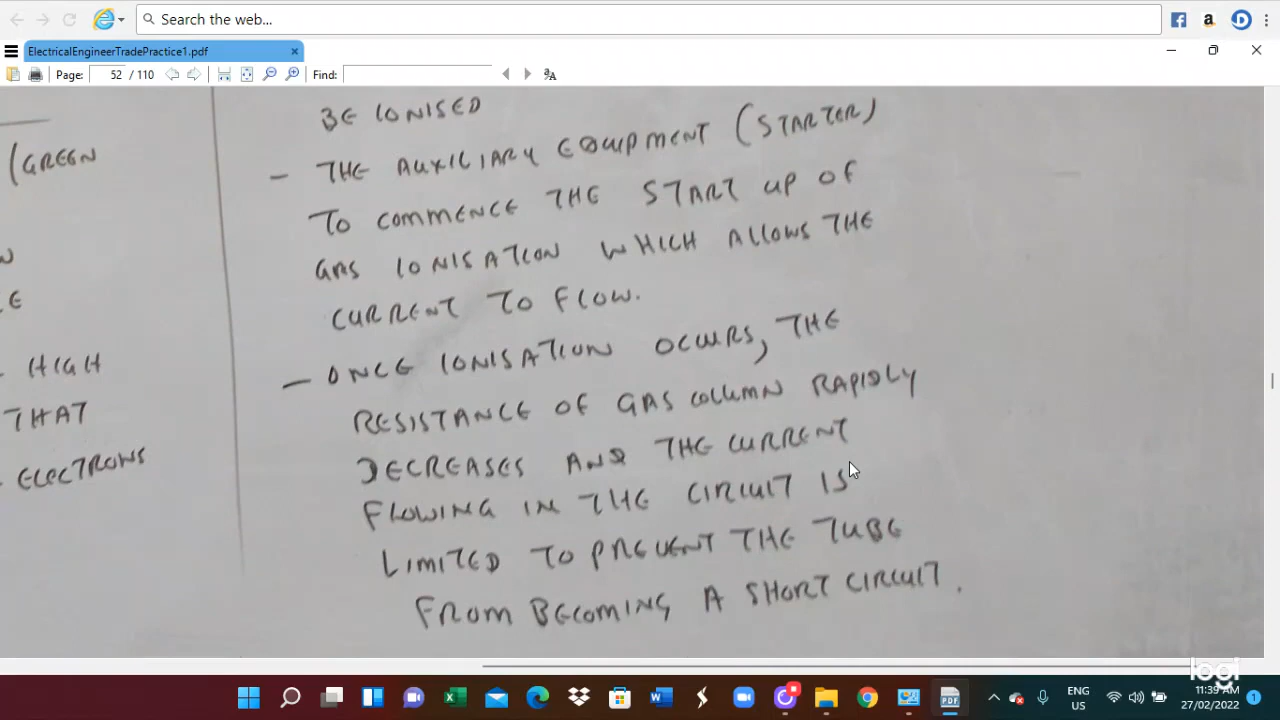 Search the web...
ElectricalEngineerTradePractice1.pdf
Page: 52 / 110 Find:
BE IONISED
(GREEN
- THE AUXILIARY EQUIPMENT (STARTER)
TO COMMENCE THE START UP OF
GAS IONISATION WHICH ALLOWS THE
CURRENT TO FLOW.
- ONCE IONISATION OCCURS, THE
HIGH
RESISTANCE OF GAS COLUMN RAPIDLY
THAT
DECREASES AND THE CURRENT
ELECTRONS
FLOWING IN THE CIRCUIT IS
LIMITED TO PREVENT THE TUBE
FROM BECOMING A SHORT CIRCUIT.
logi
ENG
US
11:39 AM
27/02/2022